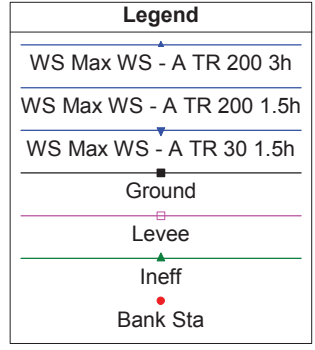 Legend
WS Max WS - A TR 200 3h
WS Max WS - A TR 200 1.5h
WS Max WS - A TR 30 1.5h
Ground
Levee
Ineff
Bank Sta